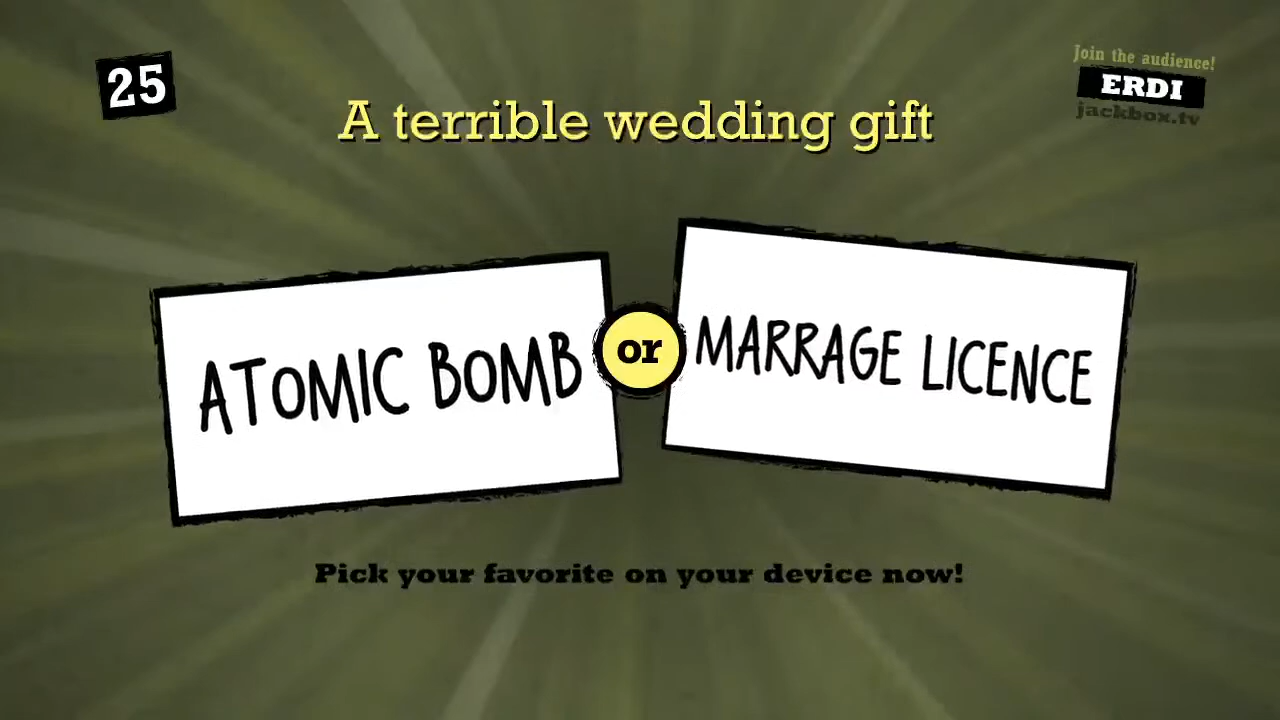 25
Join the audience!
ERDI
jackbox.tv
A terrible wedding gift
ATOMIC BOMB
or
MARRAGE LICENCE
Pick your favorite on your device now!